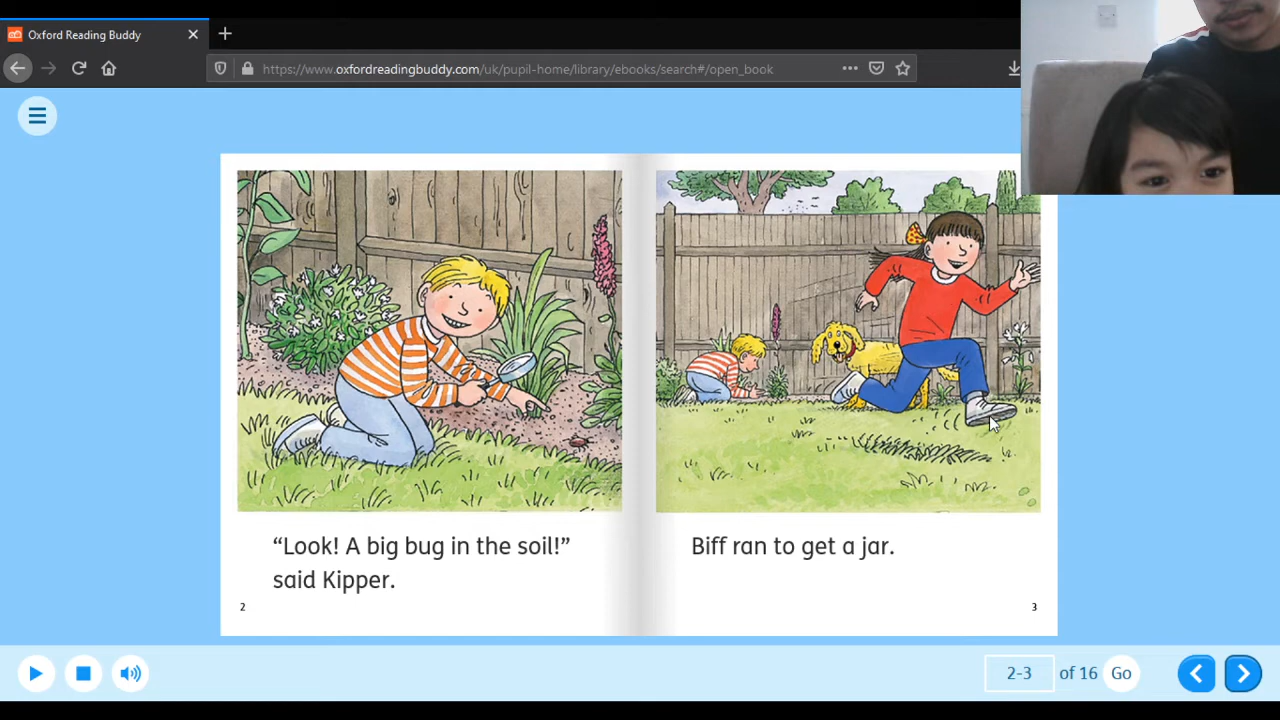 Oxford Reading Buddy
https://www.oxfordreadingbuddy.com/uk/pupil-home/library/ebooks/search#/open_book
“Look! A big bug in the soil!”
said Kipper.
2
Biff ran to get a jar.
3
2-3 of 16 Go